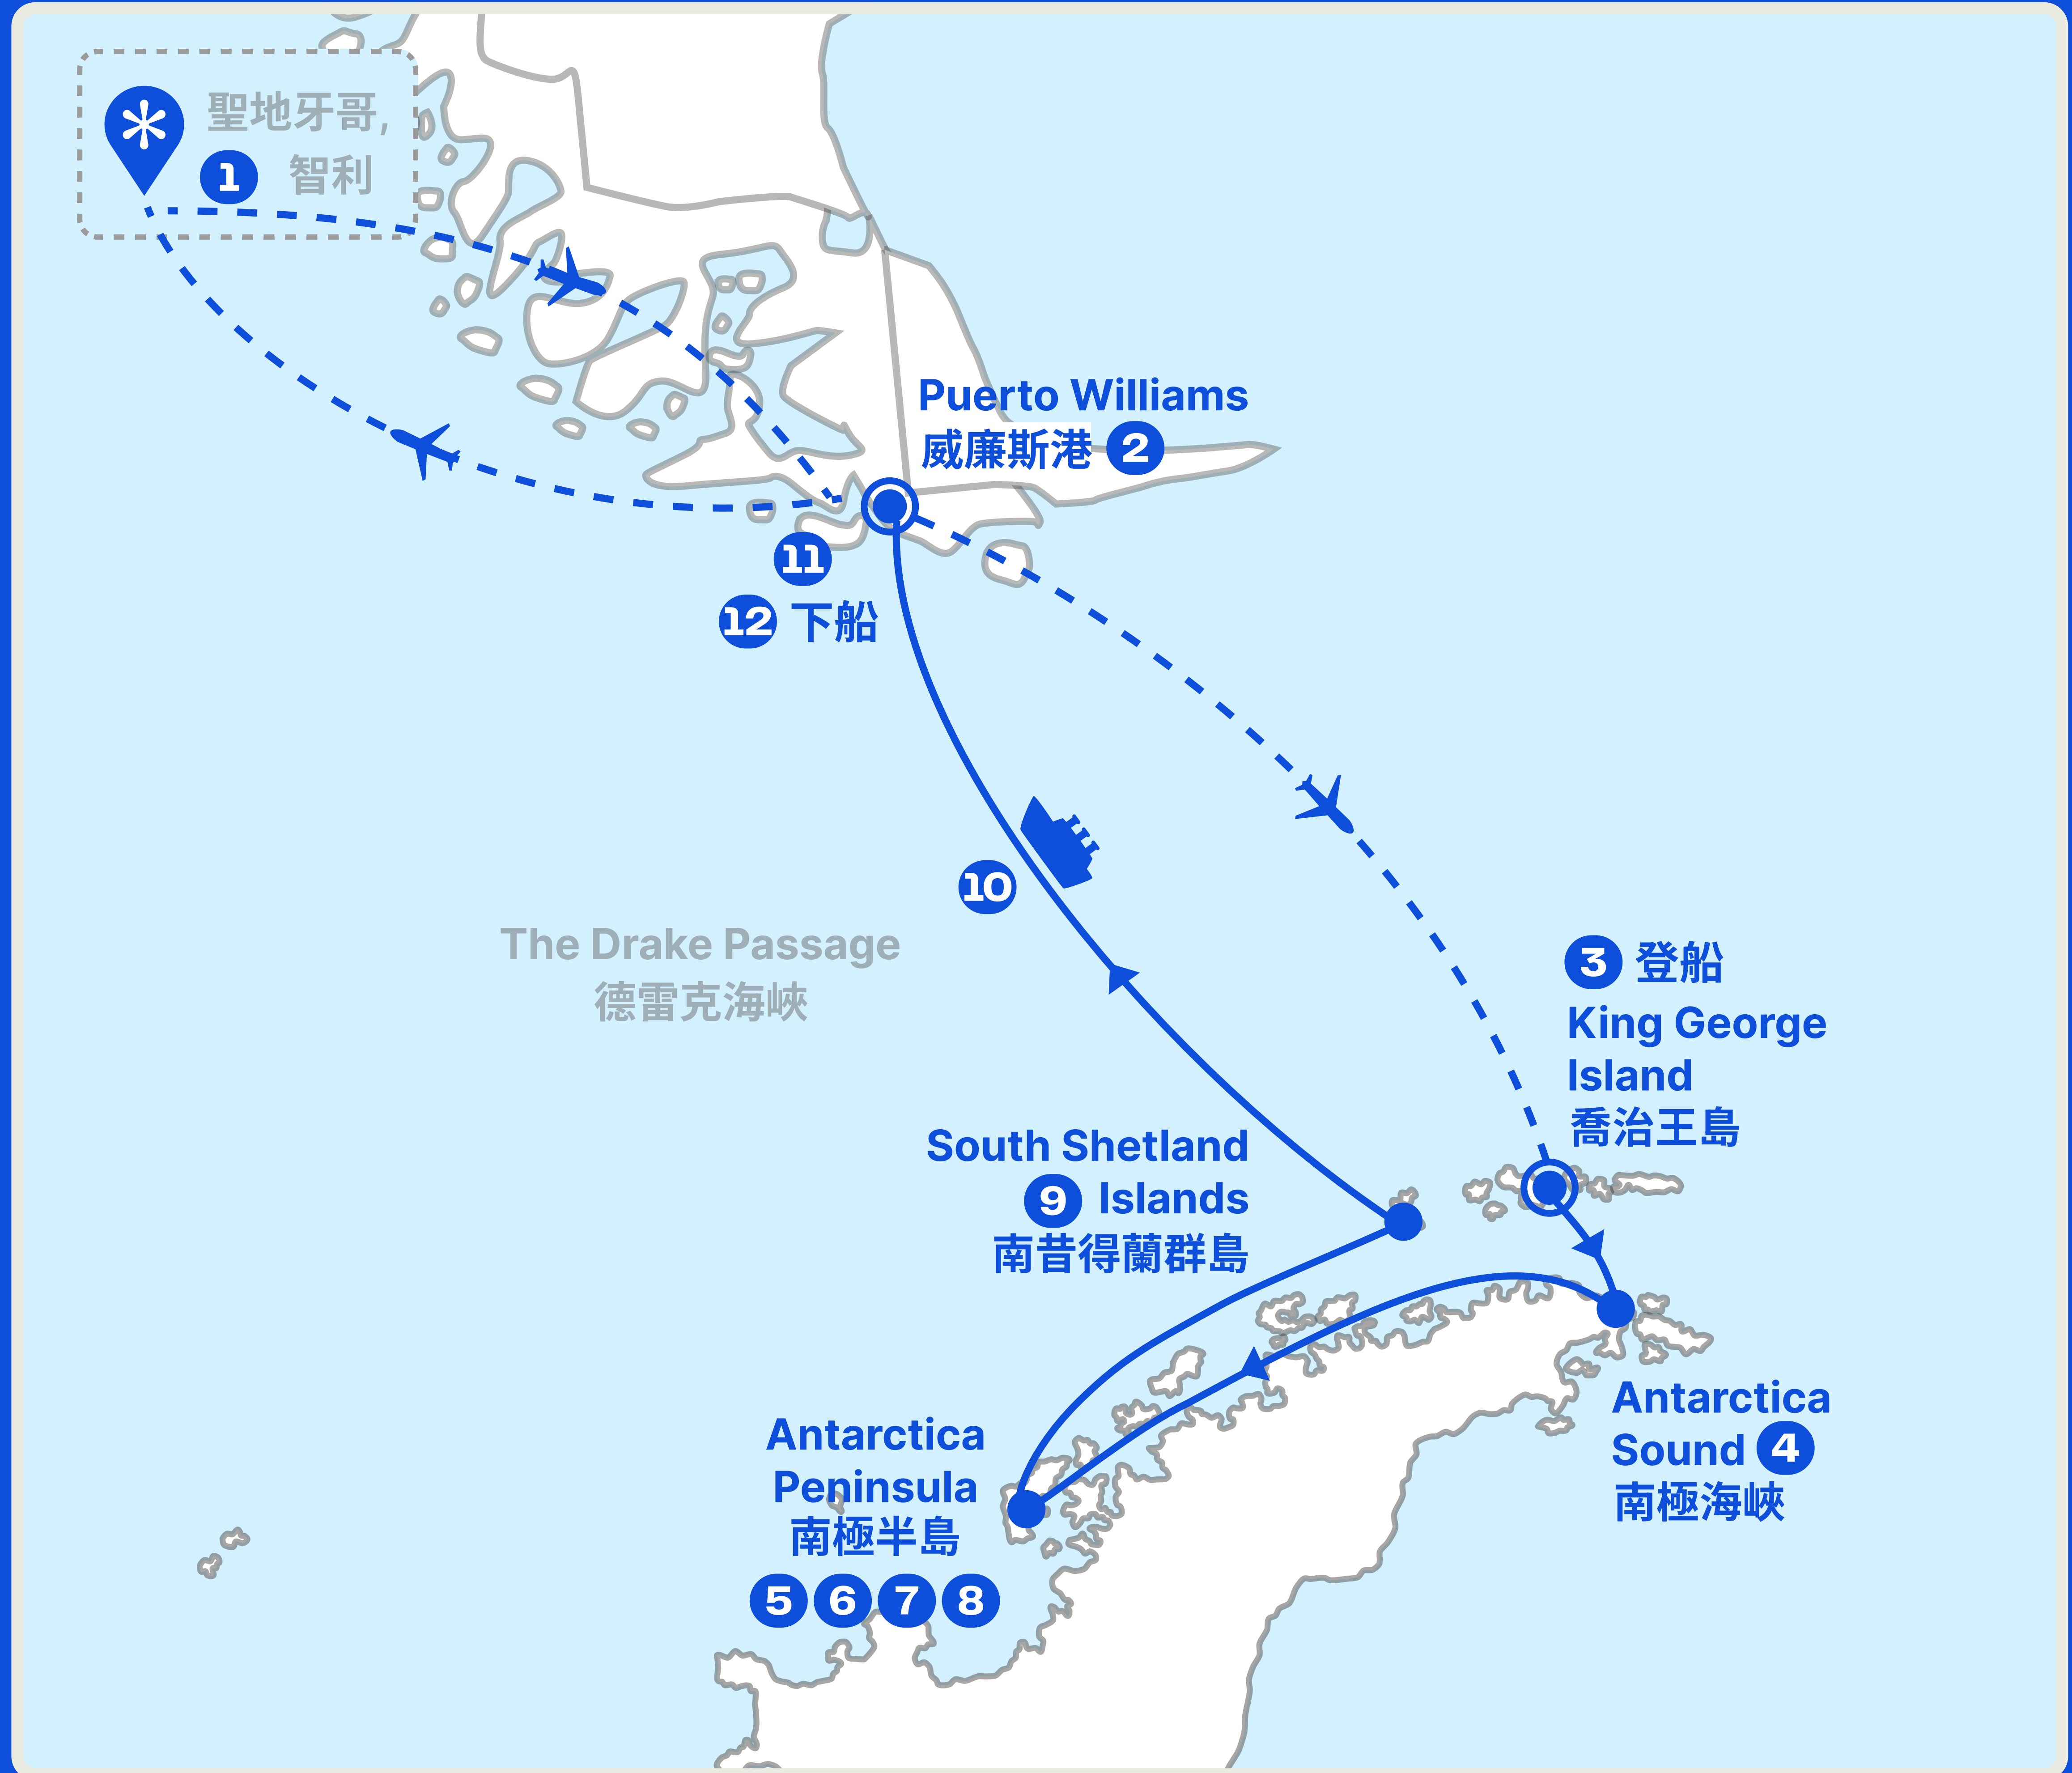 聖地牙哥,
1 智利
Puerto Williams
威廉斯港 2
11
12 下船
10
The Drake Passage
德雷克海峽
3 登船
King George
Island
喬治王島
South Shetland
9 Islands
南昔得蘭群島
Antarctica
Sound 4
南極海峽
Antarctica
Peninsula
南極半島
5 6 7 8